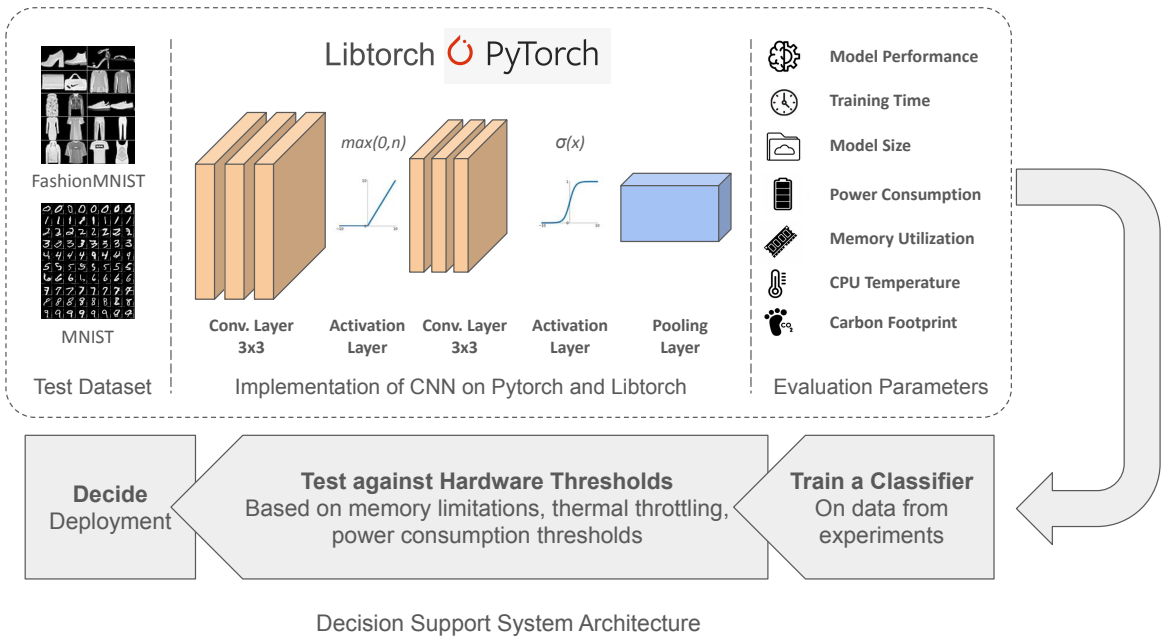 Libtorch PyTorch
FashionMNIST
MNIST
Test Dataset
max(0,n)
σ(x)
Conv. Layer
3x3
Activation
Layer
Conv. Layer
3x3
Activation
Layer
Pooling
Layer
Implementation of CNN on Pytorch and Libtorch
Model Performance
Training Time
Model Size
Power Consumption
Memory Utilization
CPU Temperature
CO2
Carbon Footprint
Evaluation Parameters
Decide
Deployment
Test against Hardware Thresholds
Based on memory limitations, thermal throttling,
power consumption thresholds
Train a Classifier
On data from
experiments
Decision Support System Architecture